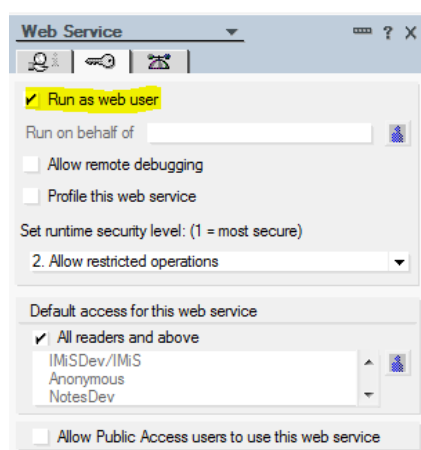 Web Service
? X
Run as web user
Run on behalf of
Allow remote debugging
Profile this web service
Set runtime security level: (1 = most secure)
2. Allow restricted operations
Default access for this web service
All readers and above
IMiSDev/IMiS
Anonymous
NotesDev
Allow Public Access users to use this web service